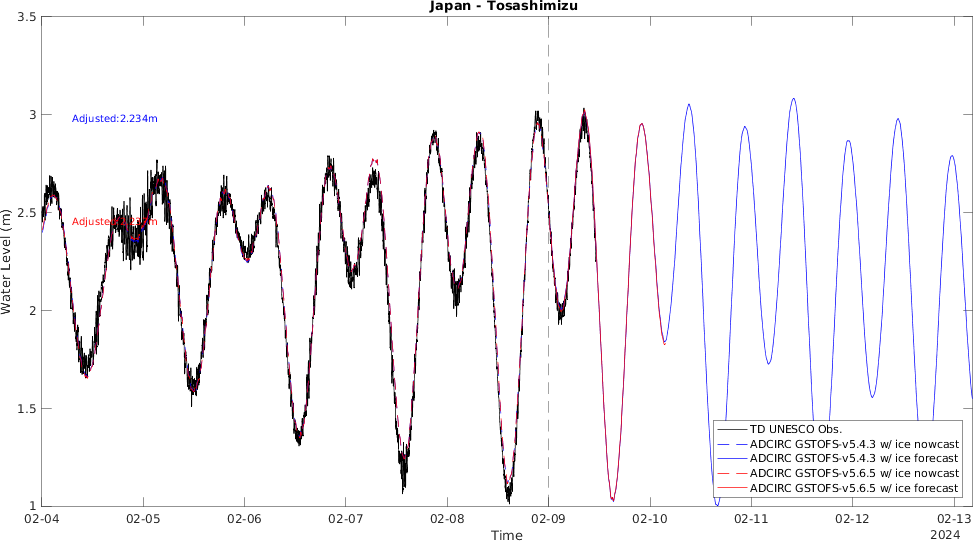 Japan - Tosashimizu
3.5
3
2.5
2
1.5
1
Water Level (m)
Adjusted:2.234m
02-04
02-05
02-06
02-07
02-08
02-09
02-10
02-11
02-12
02-13
Time
2024
TD UNESCO Obs.
ADCIRC GSTOFS-v5.4.3 w/ ice nowcast
ADCIRC GSTOFS-v5.4.3 w/ ice forecast
ADCIRC GSTOFS-v5.6.5 w/ ice nowcast
ADCIRC GSTOFS-v5.6.5 w/ ice forecast